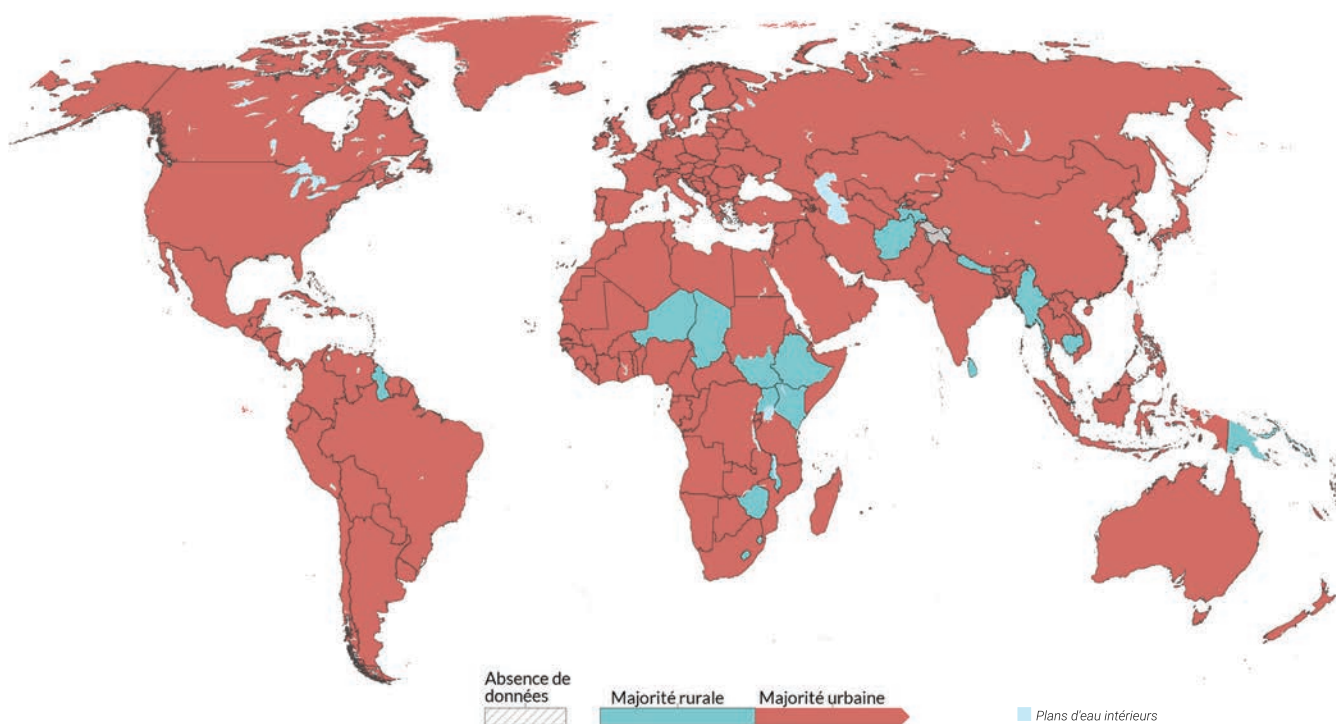 Absence de
données
Majorité rurale
Majorité urbaine
Plans d'eau intérieurs